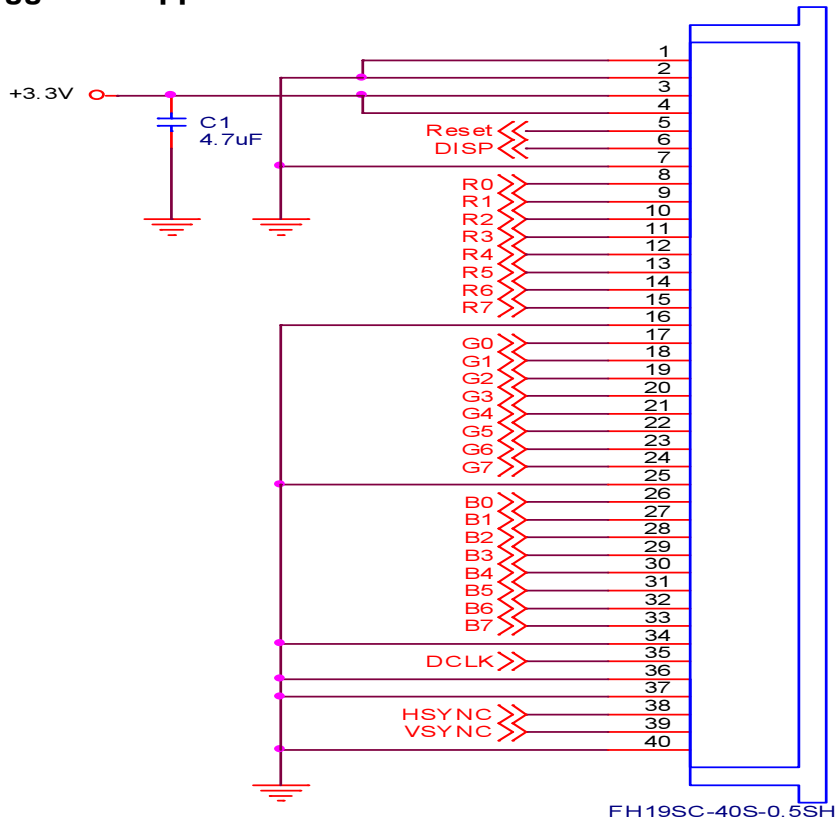 1
2
+3.3V 3
C1 4
4.7uF
Reset 5
DISP 6
7
R0 8
R1 9
R2 10
R3 11
R4 12
R5 13
R6 14
R7 15
16
G0 17
G1 18
G2 19
G3 20
G4 21
G5 22
G6 23
G7 24
25
B0 26
B1 27
B2 28
B3 29
B4 30
B5 31
B6 32
B7 33
34
DCLK 35
36
37
HSYNC 38
VSYNC 39
40
FH19SC-40S-0.5SH